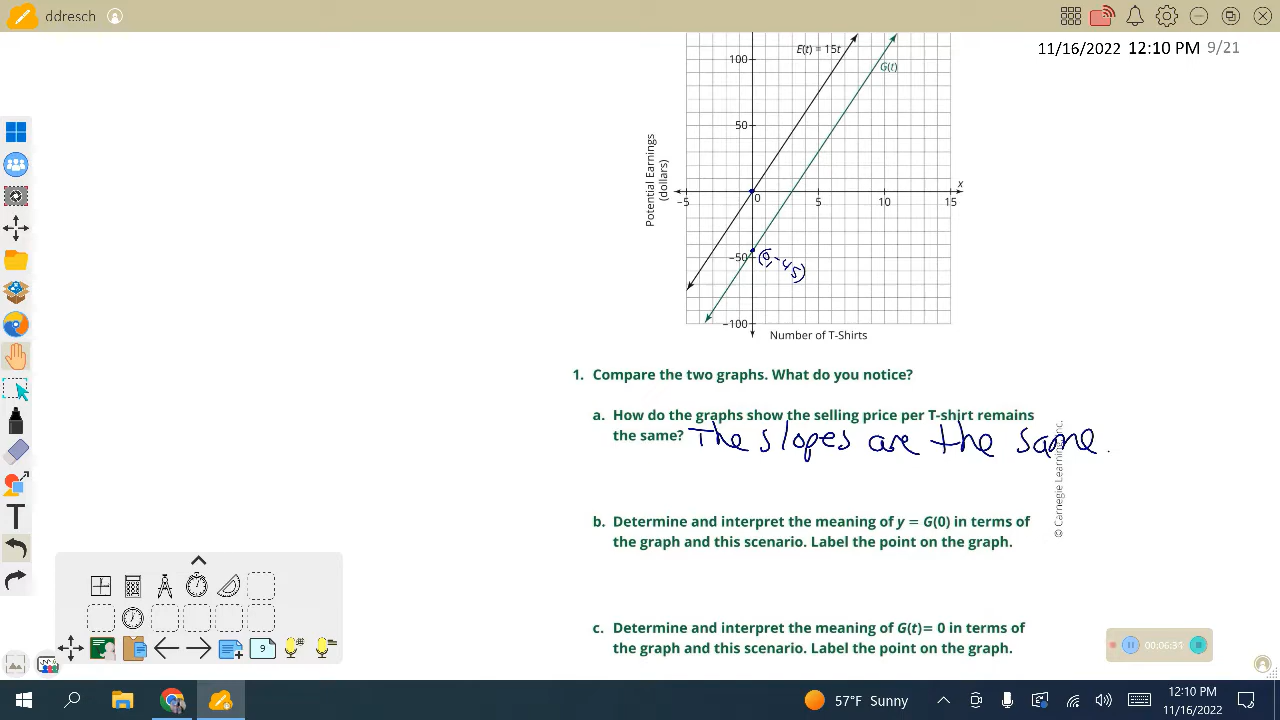 ddresch
11/16/2022 12:10 PM 9/21
E(t) = 15t
G(t)
100
50
Potential Earnings
(dollars)
x
−5
0
5
10
15
−50
(0, -45)
−100
Number of T-Shirts
1. Compare the two graphs. What do you notice?
a. How do the graphs show the selling price per T-shirt remains
the same? The slopes are the same.
© Carnegie Learning, Inc.
b. Determine and interpret the meaning of y = G(0) in terms of
the graph and this scenario. Label the point on the graph.
c. Determine and interpret the meaning of G(t)= 0 in terms of
the graph and this scenario. Label the point on the graph.
T
9
57°F Sunny
12:10 PM
11/16/2022